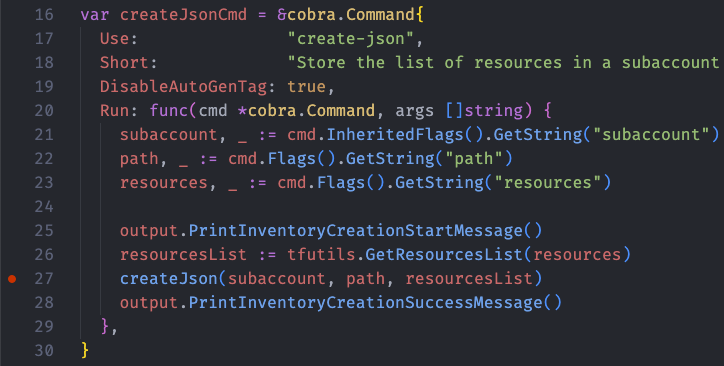 16 var createJsonCmd = &cobra.Command{
17   Use:               "create-json",
18   Short:             "Store the list of resources in a subaccount
19   DisableAutoGenTag: true,
20   Run: func(cmd *cobra.Command, args []string) {
21     subaccount, _ := cmd.InheritedFlags().GetString("subaccount")
22     path, _ := cmd.Flags().GetString("path")
23     resources, _ := cmd.Flags().GetString("resources")
24
25     output.PrintInventoryCreationStartMessage()
26     resourcesList := tfutils.GetResourcesList(resources)
27     createJson(subaccount, path, resourcesList)
28     output.PrintInventoryCreationSuccessMessage()
29   },
30 }